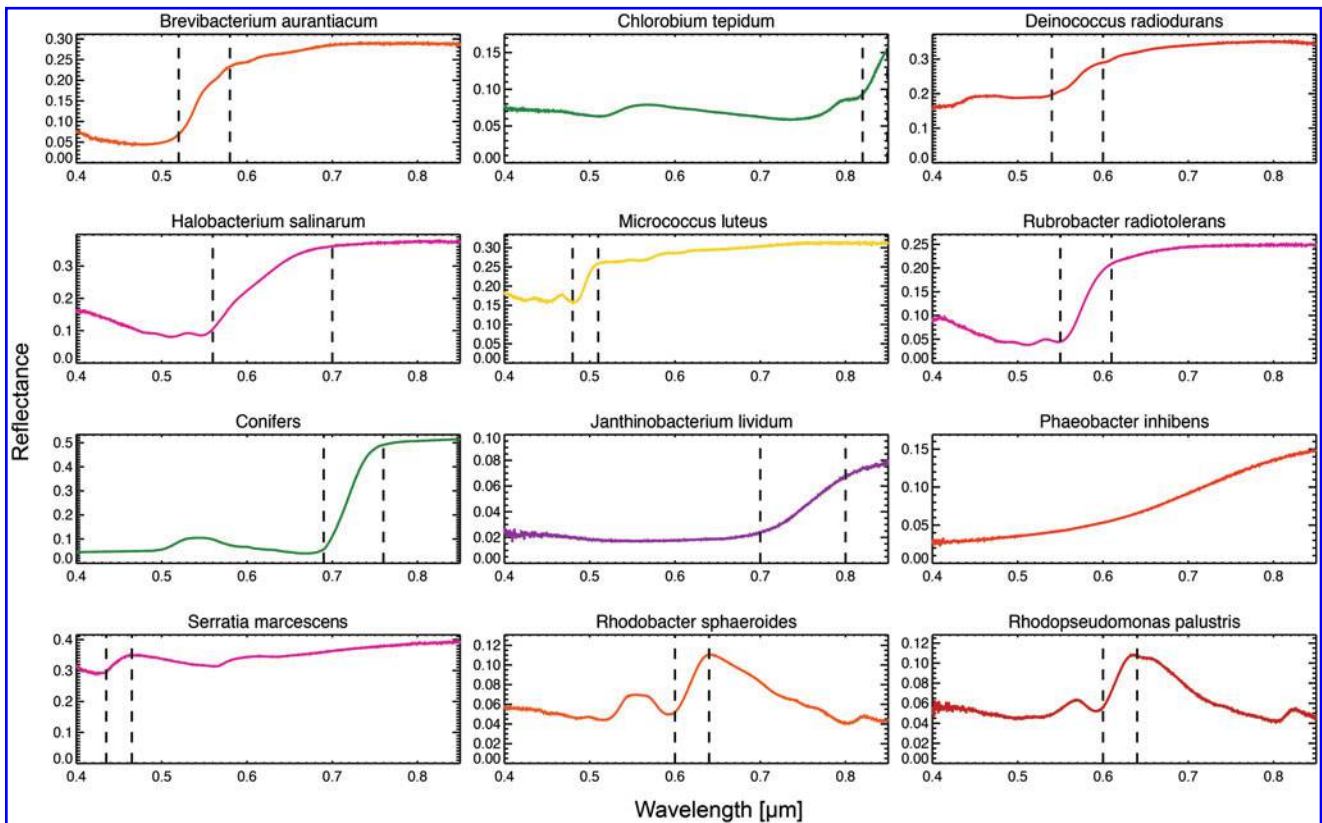 Brevibacterium aurantiacum
0.30
0.25
0.20
0.15
0.10
0.05
0.00
0.4 0.5 0.6 0.7 0.8
Chlorobium tepidum
0.15
0.10
0.05
0.00
0.4 0.5 0.6 0.7 0.8
Deinococcus radiodurans
0.3
0.2
0.1
0.0
0.4 0.5 0.6 0.7 0.8
Halobacterium salinarum
0.3
0.2
0.1
0.0
0.4 0.5 0.6 0.7 0.8
Micrococcus luteus
0.30
0.25
0.20
0.15
0.10
0.05
0.00
0.4 0.5 0.6 0.7 0.8
Rubrobacter radiotolerans
0.25
0.20
0.15
0.10
0.05
0.00
0.4 0.5 0.6 0.7 0.8
Reflectance
Conifers
0.5
0.4
0.3
0.2
0.1
0.0
0.4 0.5 0.6 0.7 0.8
Janthinobacterium lividum
0.10
0.08
0.06
0.04
0.02
0.00
0.4 0.5 0.6 0.7 0.8
Phaeobacter inhibens
0.15
0.10
0.05
0.00
0.4 0.5 0.6 0.7 0.8
Serratia marcescens
0.4
0.3
0.2
0.1
0.0
0.4 0.5 0.6 0.7 0.8
Rhodobacter sphaeroides
0.12
0.10
0.08
0.06
0.04
0.02
0.00
0.4 0.5 0.6 0.7 0.8
Rhodopseudomonas palustris
0.12
0.10
0.08
0.06
0.04
0.02
0.00
0.4 0.5 0.6 0.7 0.8
Wavelength [µm]